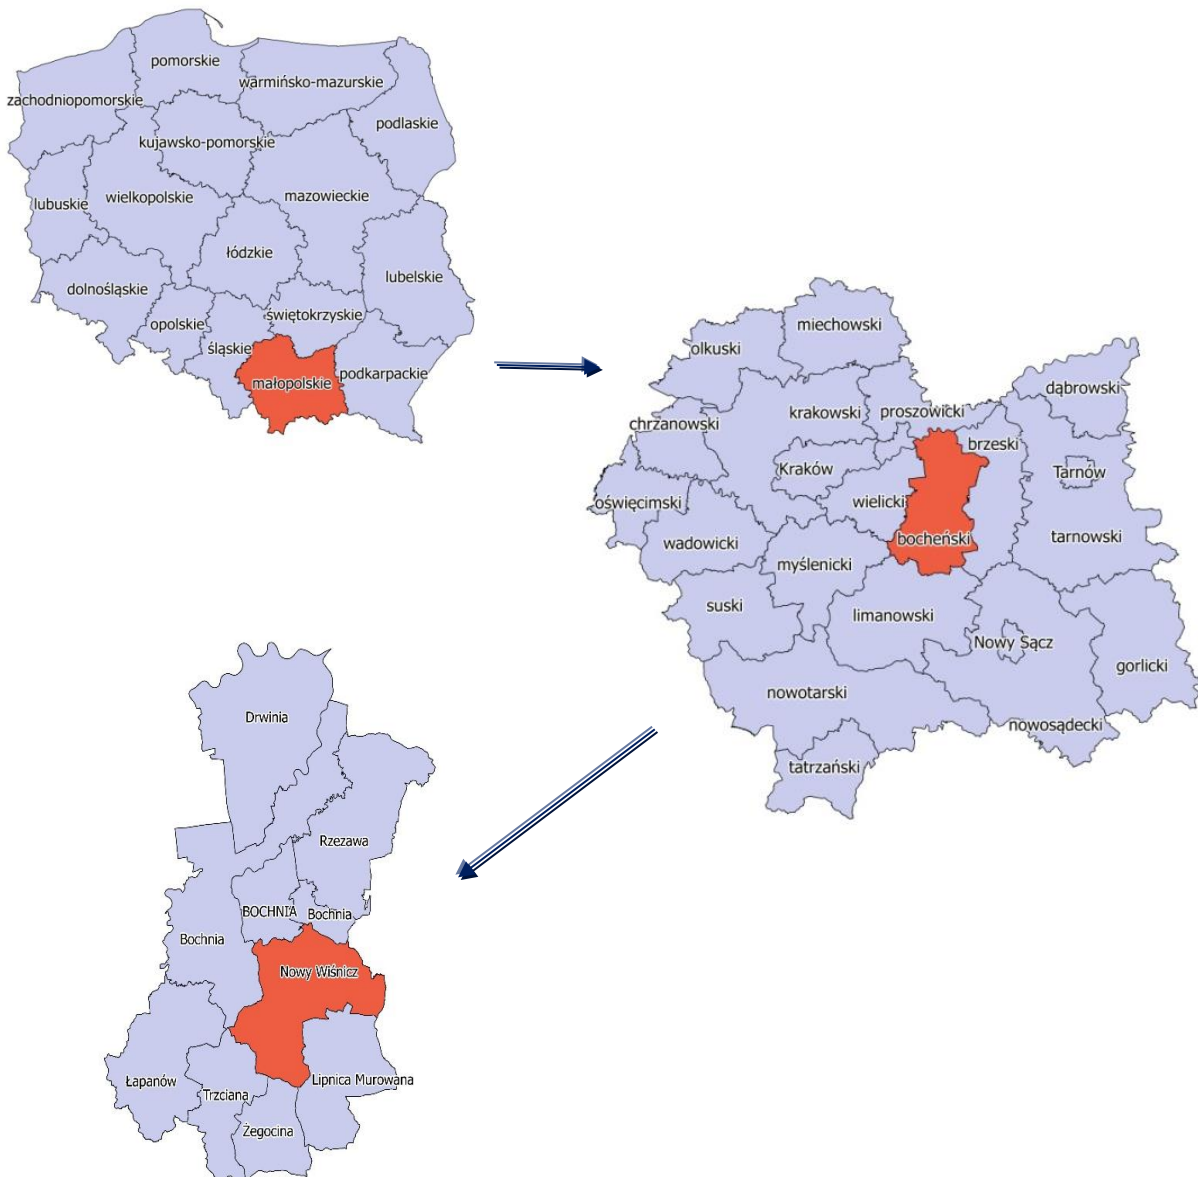 pomorskie
warmińsko-mazurskie
zachodniopomorskie
podlaskie
kujawsko-pomorskie
lubuskie
wielkopolskie
mazowieckie
łódzkie
lubelskie
dolnośląskie
opolskie
świętokrzyskie
śląskie
małopolskie
podkarpackie
miechowski
olkuski
dąbrowski
chrzanowski
krakowski
proszowicki
brzeski
Kraków
Tarnów
oświęcimski
wielicki
wadowicki
bocheński
tarnowski
myślenicki
suski
limanowski
Nowy Sącz
gorlicki
nowotarski
nowosądecki
tatrzański
Drwinia
Rzezawa
BOCHNIA
Bochnia
Bochnia
Nowy Wiśnicz
Łapanów
Trzciana
Lipnica Murowana
Żegocina